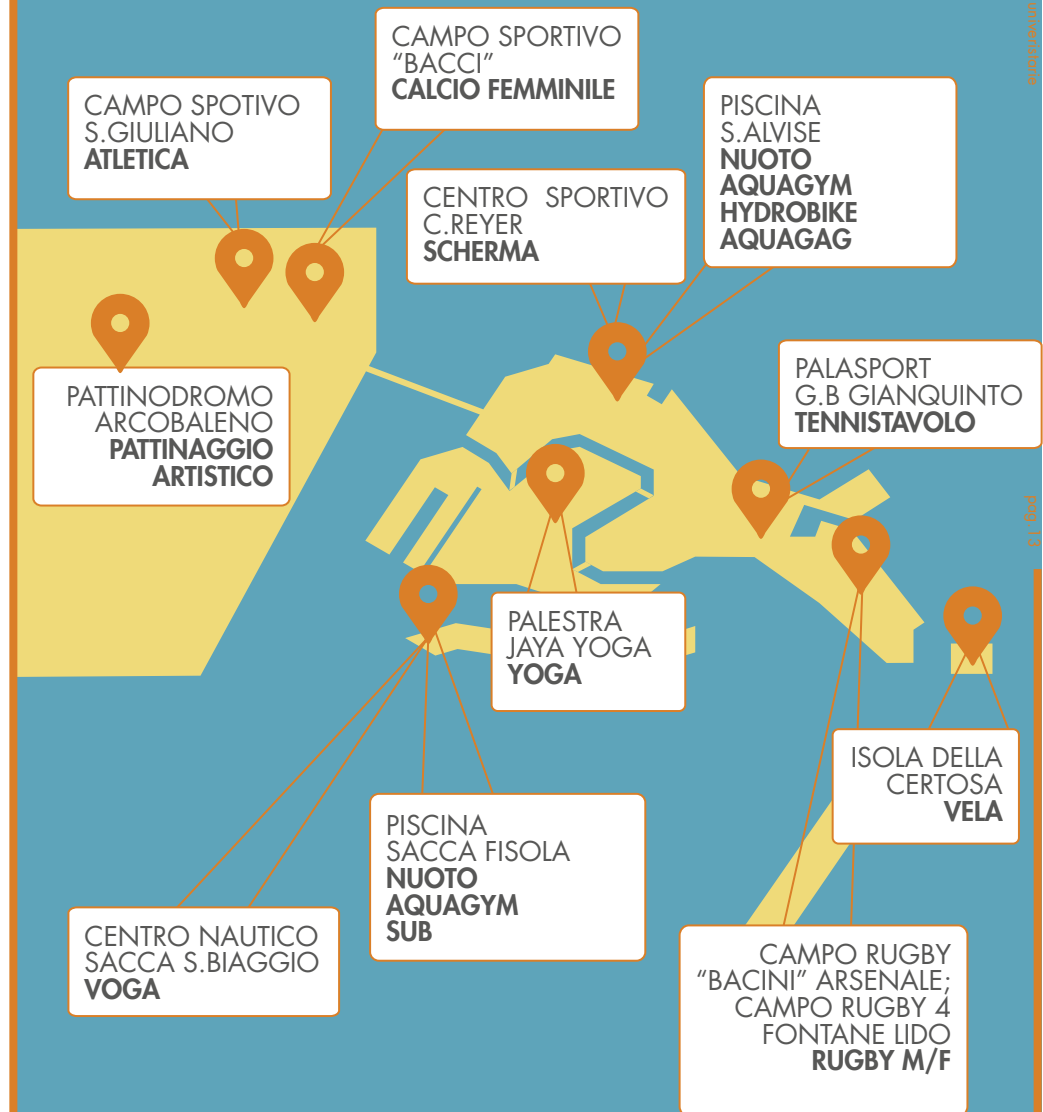 CAMPO SPORTIVO
"BACCI"
CALCIO FEMMINILE
CAMPO SPOTIVO
S.GIULIANO
ATLETICA
PISCINA
S.ALVISE
NUOTO
AQUAGYM
HYDROBIKE
AQUAGAG
CENTRO SPORTIVO
C.REYER
SCHERMA
PALASPORT
G.B GIANQUINTO
TENNISTAVOLO
PATTINODROMO
ARCOBALENO
PATTINAGGIO
ARTISTICO
PALESTRA
JAYA YOGA
YOGA
ISOLA DELLA
CERTOSA
VELA
PISCINA
SACCA FISOLA
NUOTO
AQUAGYM
SUB
CENTRO NAUTICO
SACCA S.BIAGGIO
VOGA
CAMPO RUGBY
"BACINI" ARSENALE;
CAMPO RUGBY 4
FONTANE LIDO
RUGBY M/F